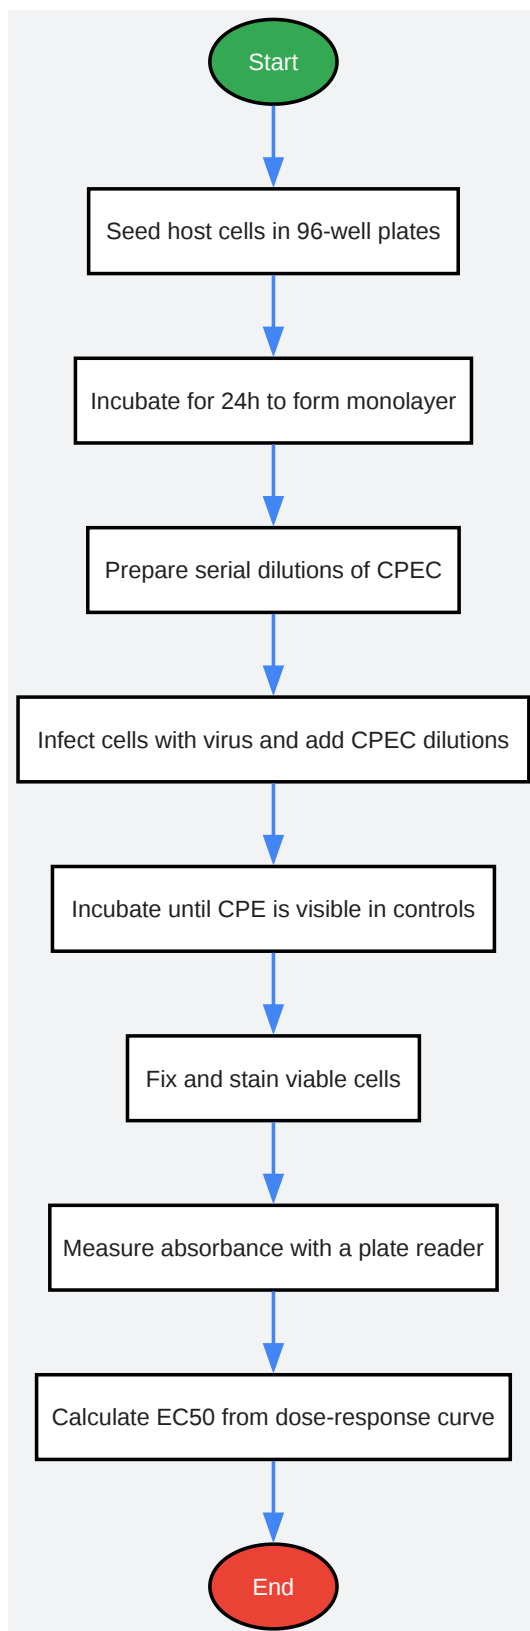 Start
Seed host cells in 96-well plates
Incubate for 24h to form monolayer
Prepare serial dilutions of CPEC
Infect cells with virus and add CPEC dilutions
Incubate until CPE is visible in controls
Fix and stain viable cells
Measure absorbance with a plate reader
Calculate EC50 from dose-response curve
End